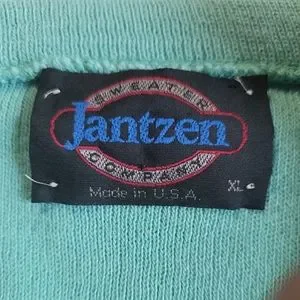 SWEATER
Jantzen
COMPANY
Made in U.S.A.
XL